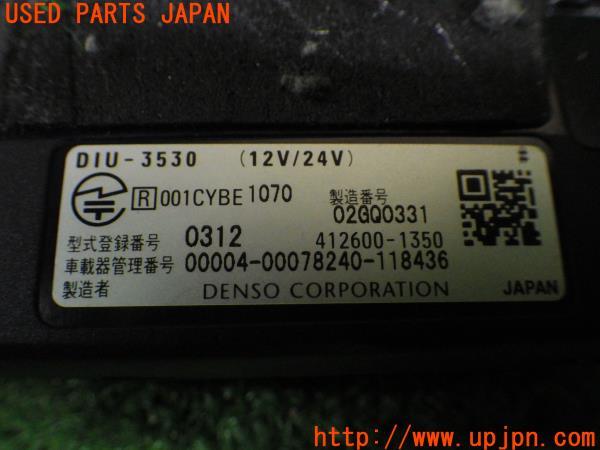 USED PARTS JAPAN
DIU-3530 (12V/24V)
R 001CYBE1070 製造番号
02GQ0331
型式登録番号 0312 412600-1350
車載器管理番号 00004-00078240-118436
製造者 DENSO CORPORATION JAPAN
UPJ
http://www.upjpn.com